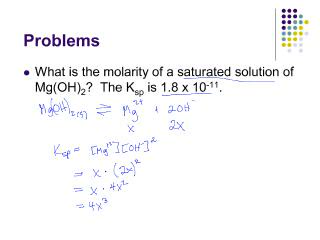 Problems
What is the molarity of a saturated solution of
Mg(OH)₂? The Kₛₚ is 1.8 x 10⁻¹¹.
Mg(OH)₂₍ₛ₎ ⇌ Mg²⁺ + 2OH⁻
x 2x
Kₛₚ = [Mg²⁺][OH⁻]²
= x · (2x)²
= x · 4x²
= 4x³